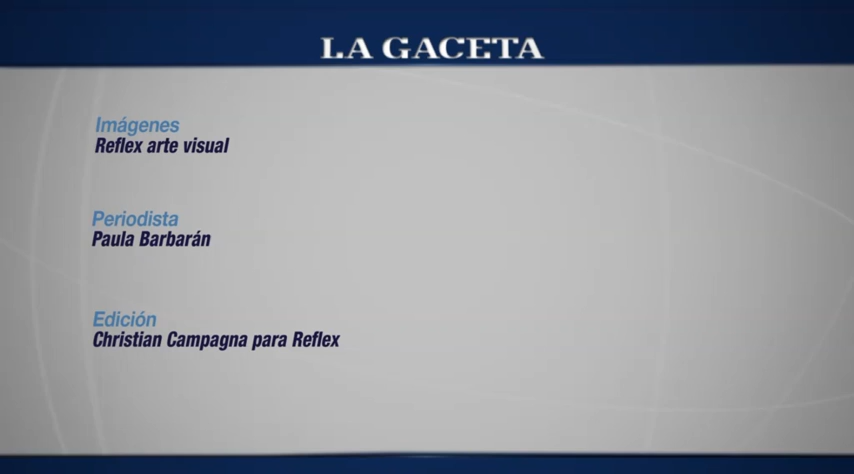 LA GACETA
Imágenes
Reflex arte visual
Periodista
Paula Barbarán
Edición
Christian Campagna para Reflex